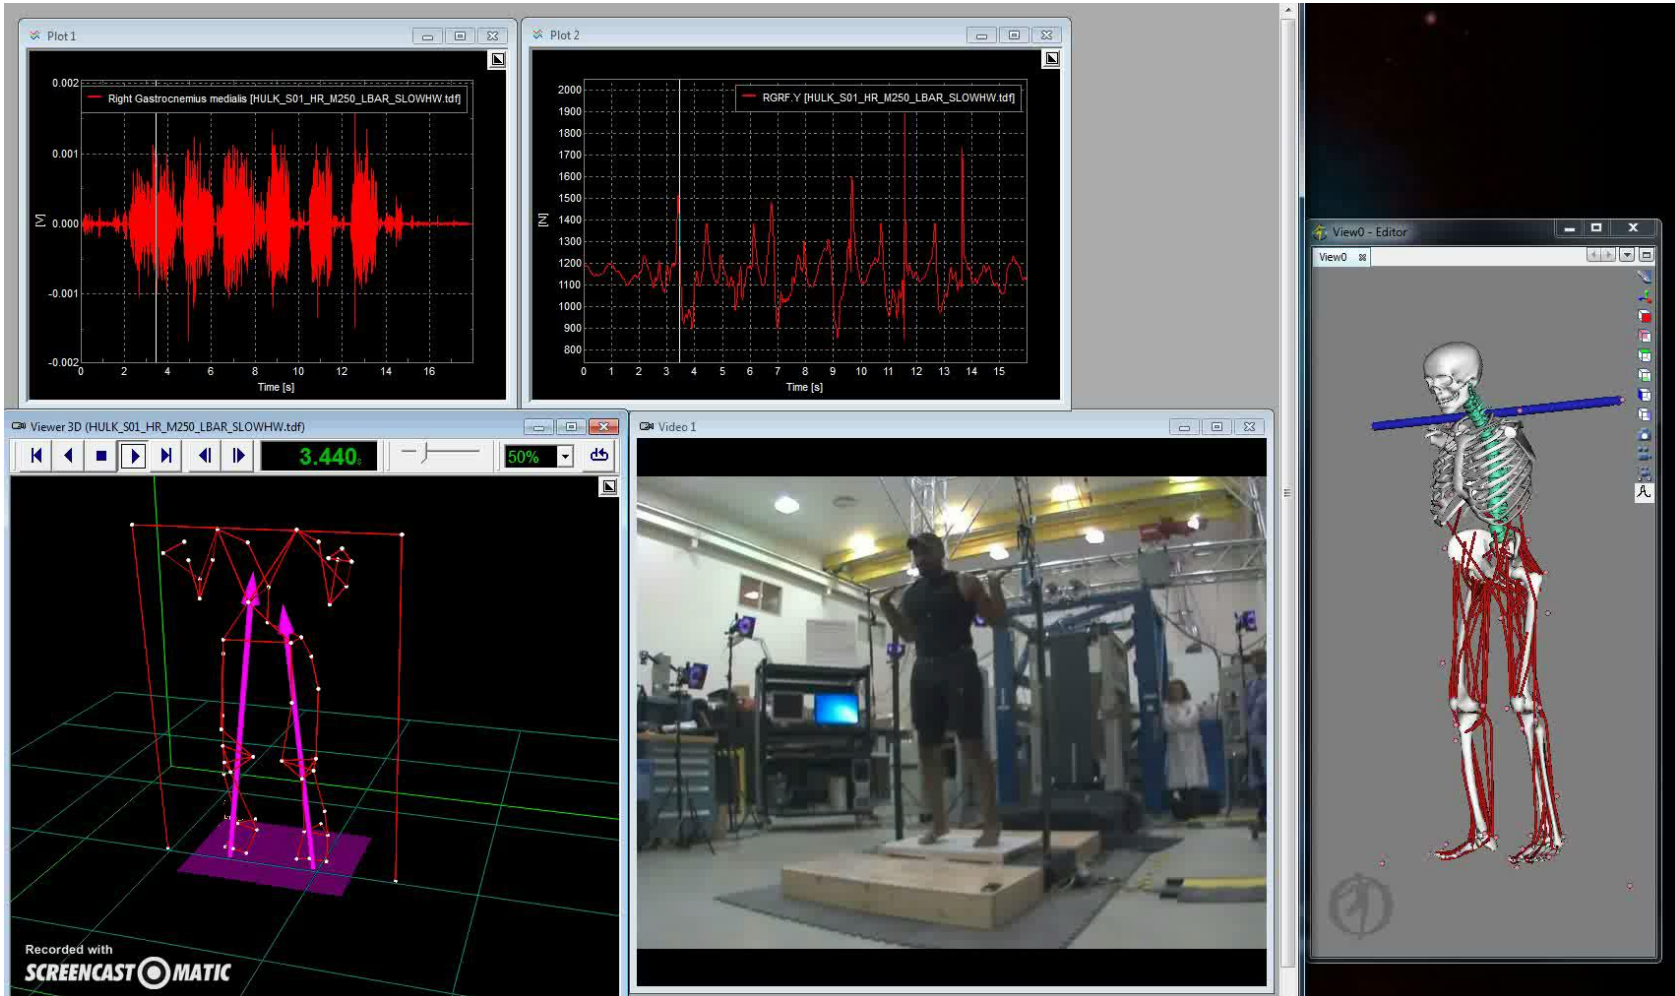 Plot 1
0.002
Right Gastrocnemius medialis [HULK_S01_HR_M250_LBAR_SLOWHW.tdf]
0.001
0.000
-0.001
-0.002
[V]
0 2 4 6 8 10 12 14 16
Time [s]
Plot 2
RGRF.Y [HULK_S01_HR_M250_LBAR_SLOWHW.tdf]
2000
1900
1800
1700
1600
1500
1400
1300
1200
1100
1000
900
800
[N]
0 1 2 3 4 5 6 7 8 9 10 11 12 13 14 15
Time [s]
View0 - Editor
View0
Viewer 3D (HULK_S01_HR_M250_LBAR_SLOWHW.tdf)
3.440s
50%
Recorded with
SCREENCAST-O-MATIC
Video 1